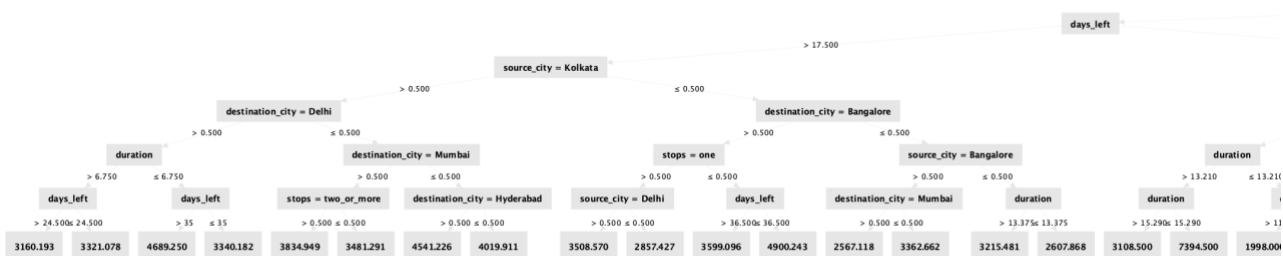 days_left
> 17.500
source_city = Kolkata
> 0.500 ≤ 0.500
destination_city = Delhi destination_city = Bangalore
> 0.500 ≤ 0.500 > 0.500 ≤ 0.500
duration destination_city = Mumbai stops = one source_city = Bangalore duration
> 6.750 ≤ 6.750 > 0.500 ≤ 0.500 > 0.500 ≤ 0.500 > 0.500 ≤ 0.500 > 13.210 ≤ 13.210
days_left days_left stops = two_or_more destination_city = Hyderabad source_city = Delhi days_left destination_city = Mumbai duration duration
> 24.500 ≤ 24.500 > 35 ≤ 35 > 0.500 ≤ 0.500 > 0.500 ≤ 0.500 > 0.500 ≤ 0.500 > 36.500 ≤ 36.500 > 0.500 ≤ 0.500 > 13.375 ≤ 13.375 > 15.290 ≤ 15.290 > 11
3160.193 3321.078 4689.250 3340.182 3834.949 3481.291 4541.226 4019.911 3508.570 2857.427 3599.096 4900.243 2567.118 3362.662 3215.481 2607.868 3108.500 7394.500 1998.000